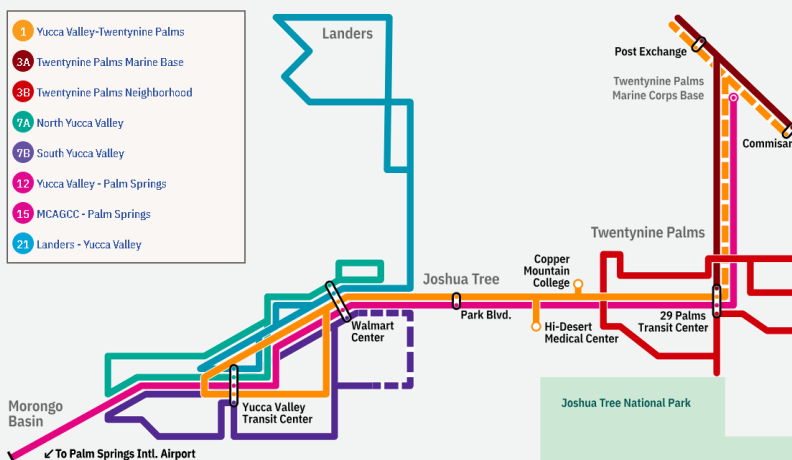 1 Yucca Valley-Twentynine Palms
3A Twentynine Palms Marine Base
3B Twentynine Palms Neighborhood
7A North Yucca Valley
7B South Yucca Valley
12 Yucca Valley - Palm Springs
15 MCAGCC - Palm Springs
21 Landers - Yucca Valley
Landers
Post Exchange
Twentynine Palms
Marine Corps Base
Commisar
Twentynine Palms
Copper
Mountain
College
Joshua Tree
Park Blvd.
Hi-Desert
Medical Center
29 Palms
Transit Center
Walmart
Center
Yucca Valley
Transit Center
Morongo
Basin
Joshua Tree National Park
↙ To Palm Springs Intl. Airport